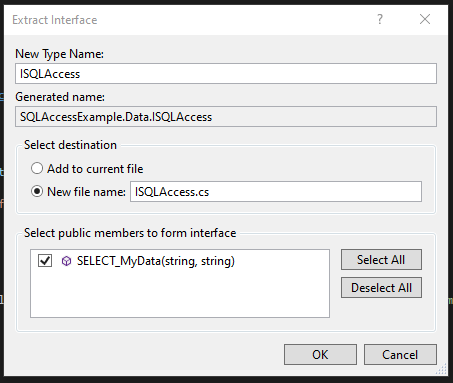 Extract Interface
?
New Type Name:
ISQLAccess
Generated name:
SQLAccessExample.Data.ISQLAccess
Select destination
Add to current file
New file name: ISQLAccess.cs
Select public members to form interface
SELECT_MyData(string, string)
Select All
Deselect All
OK Cancel